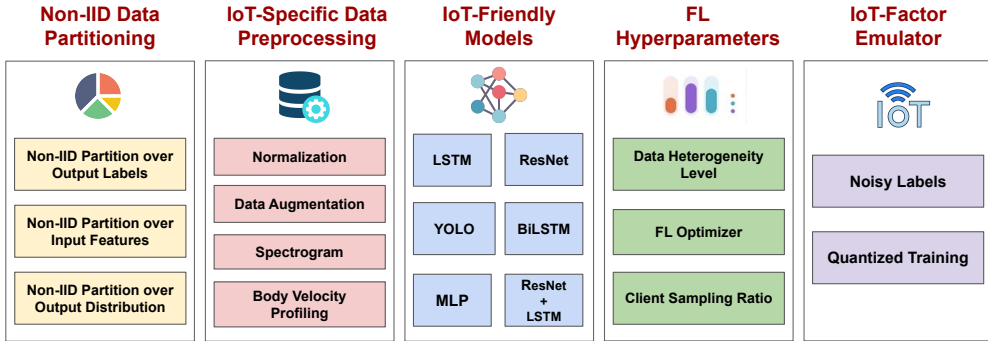 Non-IID Data
Partitioning
IoT-Specific Data
Preprocessing
IoT-Friendly
Models
FL
Hyperparameters
IoT-Factor
Emulator
Non-IID Partition over
Output Labels
Non-IID Partition over
Input Features
Non-IID Partition over
Output Distribution
Normalization
Data Augmentation
Spectrogram
Body Velocity
Profiling
LSTM
ResNet
YOLO
BiLSTM
MLP
ResNet
+
LSTM
Data Heterogeneity
Level
FL Optimizer
Client Sampling Ratio
IoT
Noisy Labels
Quantized Training